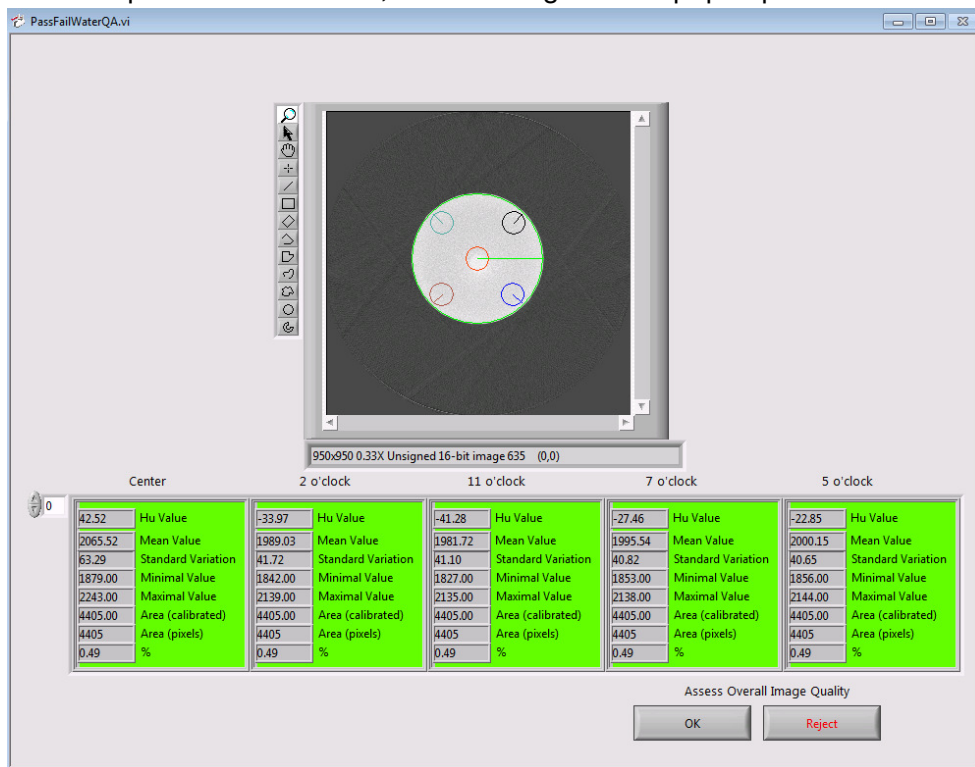 PassFailWaterQA.vi
950x950 0.33X Unsigned 16-bit image 635 (0,0)
Center 2 o'clock 11 o'clock 7 o'clock 5 o'clock
0
42.52 Hu Value -33.97 Hu Value -41.28 Hu Value -27.46 Hu Value -22.85 Hu Value
2065.52 Mean Value 1989.03 Mean Value 1981.72 Mean Value 1995.54 Mean Value 2000.15 Mean Value
63.29 Standard Variation 41.72 Standard Variation 41.10 Standard Variation 40.82 Standard Variation 40.65 Standard Variation
1879.00 Minimal Value 1842.00 Minimal Value 1827.00 Minimal Value 1853.00 Minimal Value 1856.00 Minimal Value
2243.00 Maximal Value 2139.00 Maximal Value 2135.00 Maximal Value 2138.00 Maximal Value 2144.00 Maximal Value
4405.00 Area (calibrated) 4405.00 Area (calibrated) 4405.00 Area (calibrated) 4405.00 Area (calibrated) 4405.00 Area (calibrated)
4405 Area (pixels) 4405 Area (pixels) 4405 Area (pixels) 4405 Area (pixels) 4405 Area (pixels)
0.49 % 0.49 % 0.49 % 0.49 % 0.49 %
Assess Overall Image Quality
OK Reject